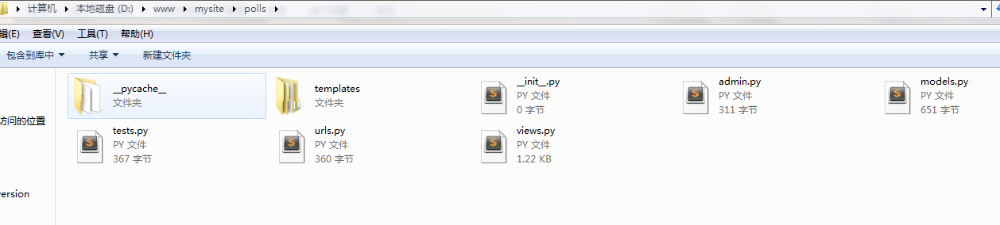 计算机 本地磁盘 (D:) www mysite polls
辑(E) 查看(V) 工具(T) 帮助(H)
包含到库中 共享 新建文件夹
__pycache__
文件夹
templates
文件夹
__init__.py
PY 文件
0 字节
admin.py
PY 文件
311 字节
models.py
PY 文件
651 字节
访问的位置
tests.py
PY 文件
367 字节
urls.py
PY 文件
360 字节
views.py
PY 文件
1.22 KB
version